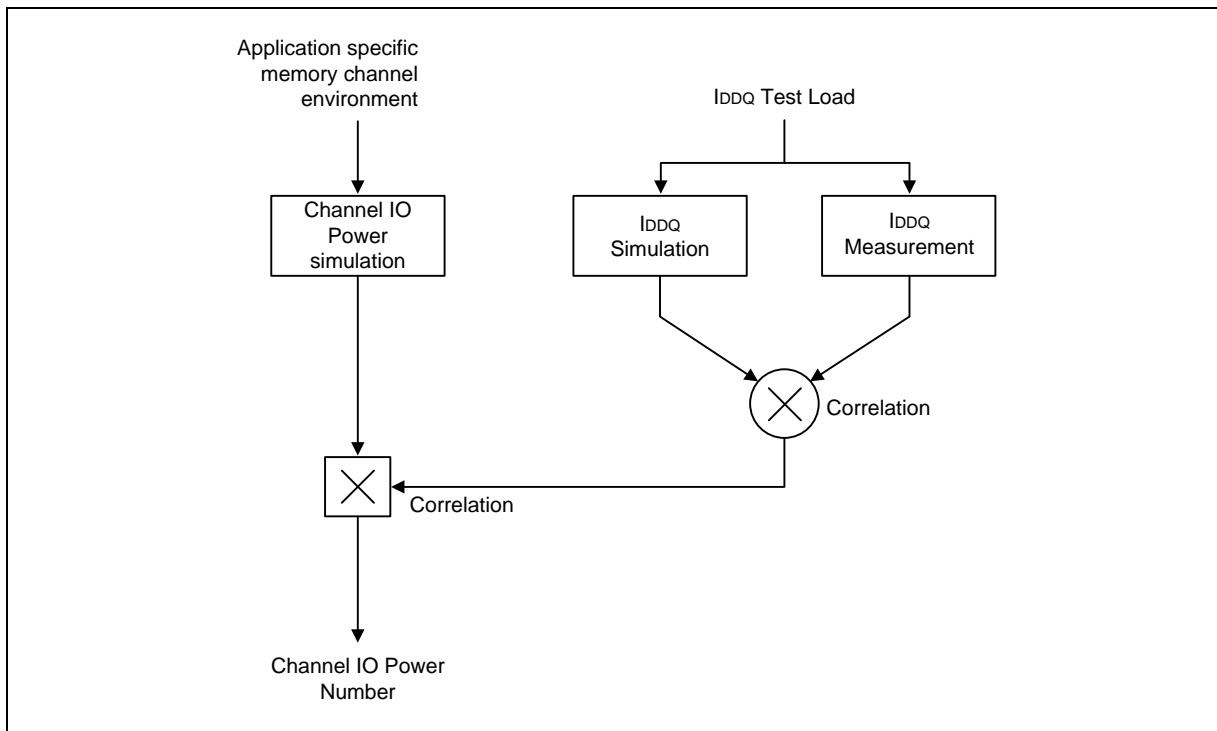 Application specific
memory channel
environment
IDDQ Test Load
Channel IO
Power
simulation
IDDQ
Simulation
IDDQ
Measurement
Correlation
Correlation
Channel IO Power
Number